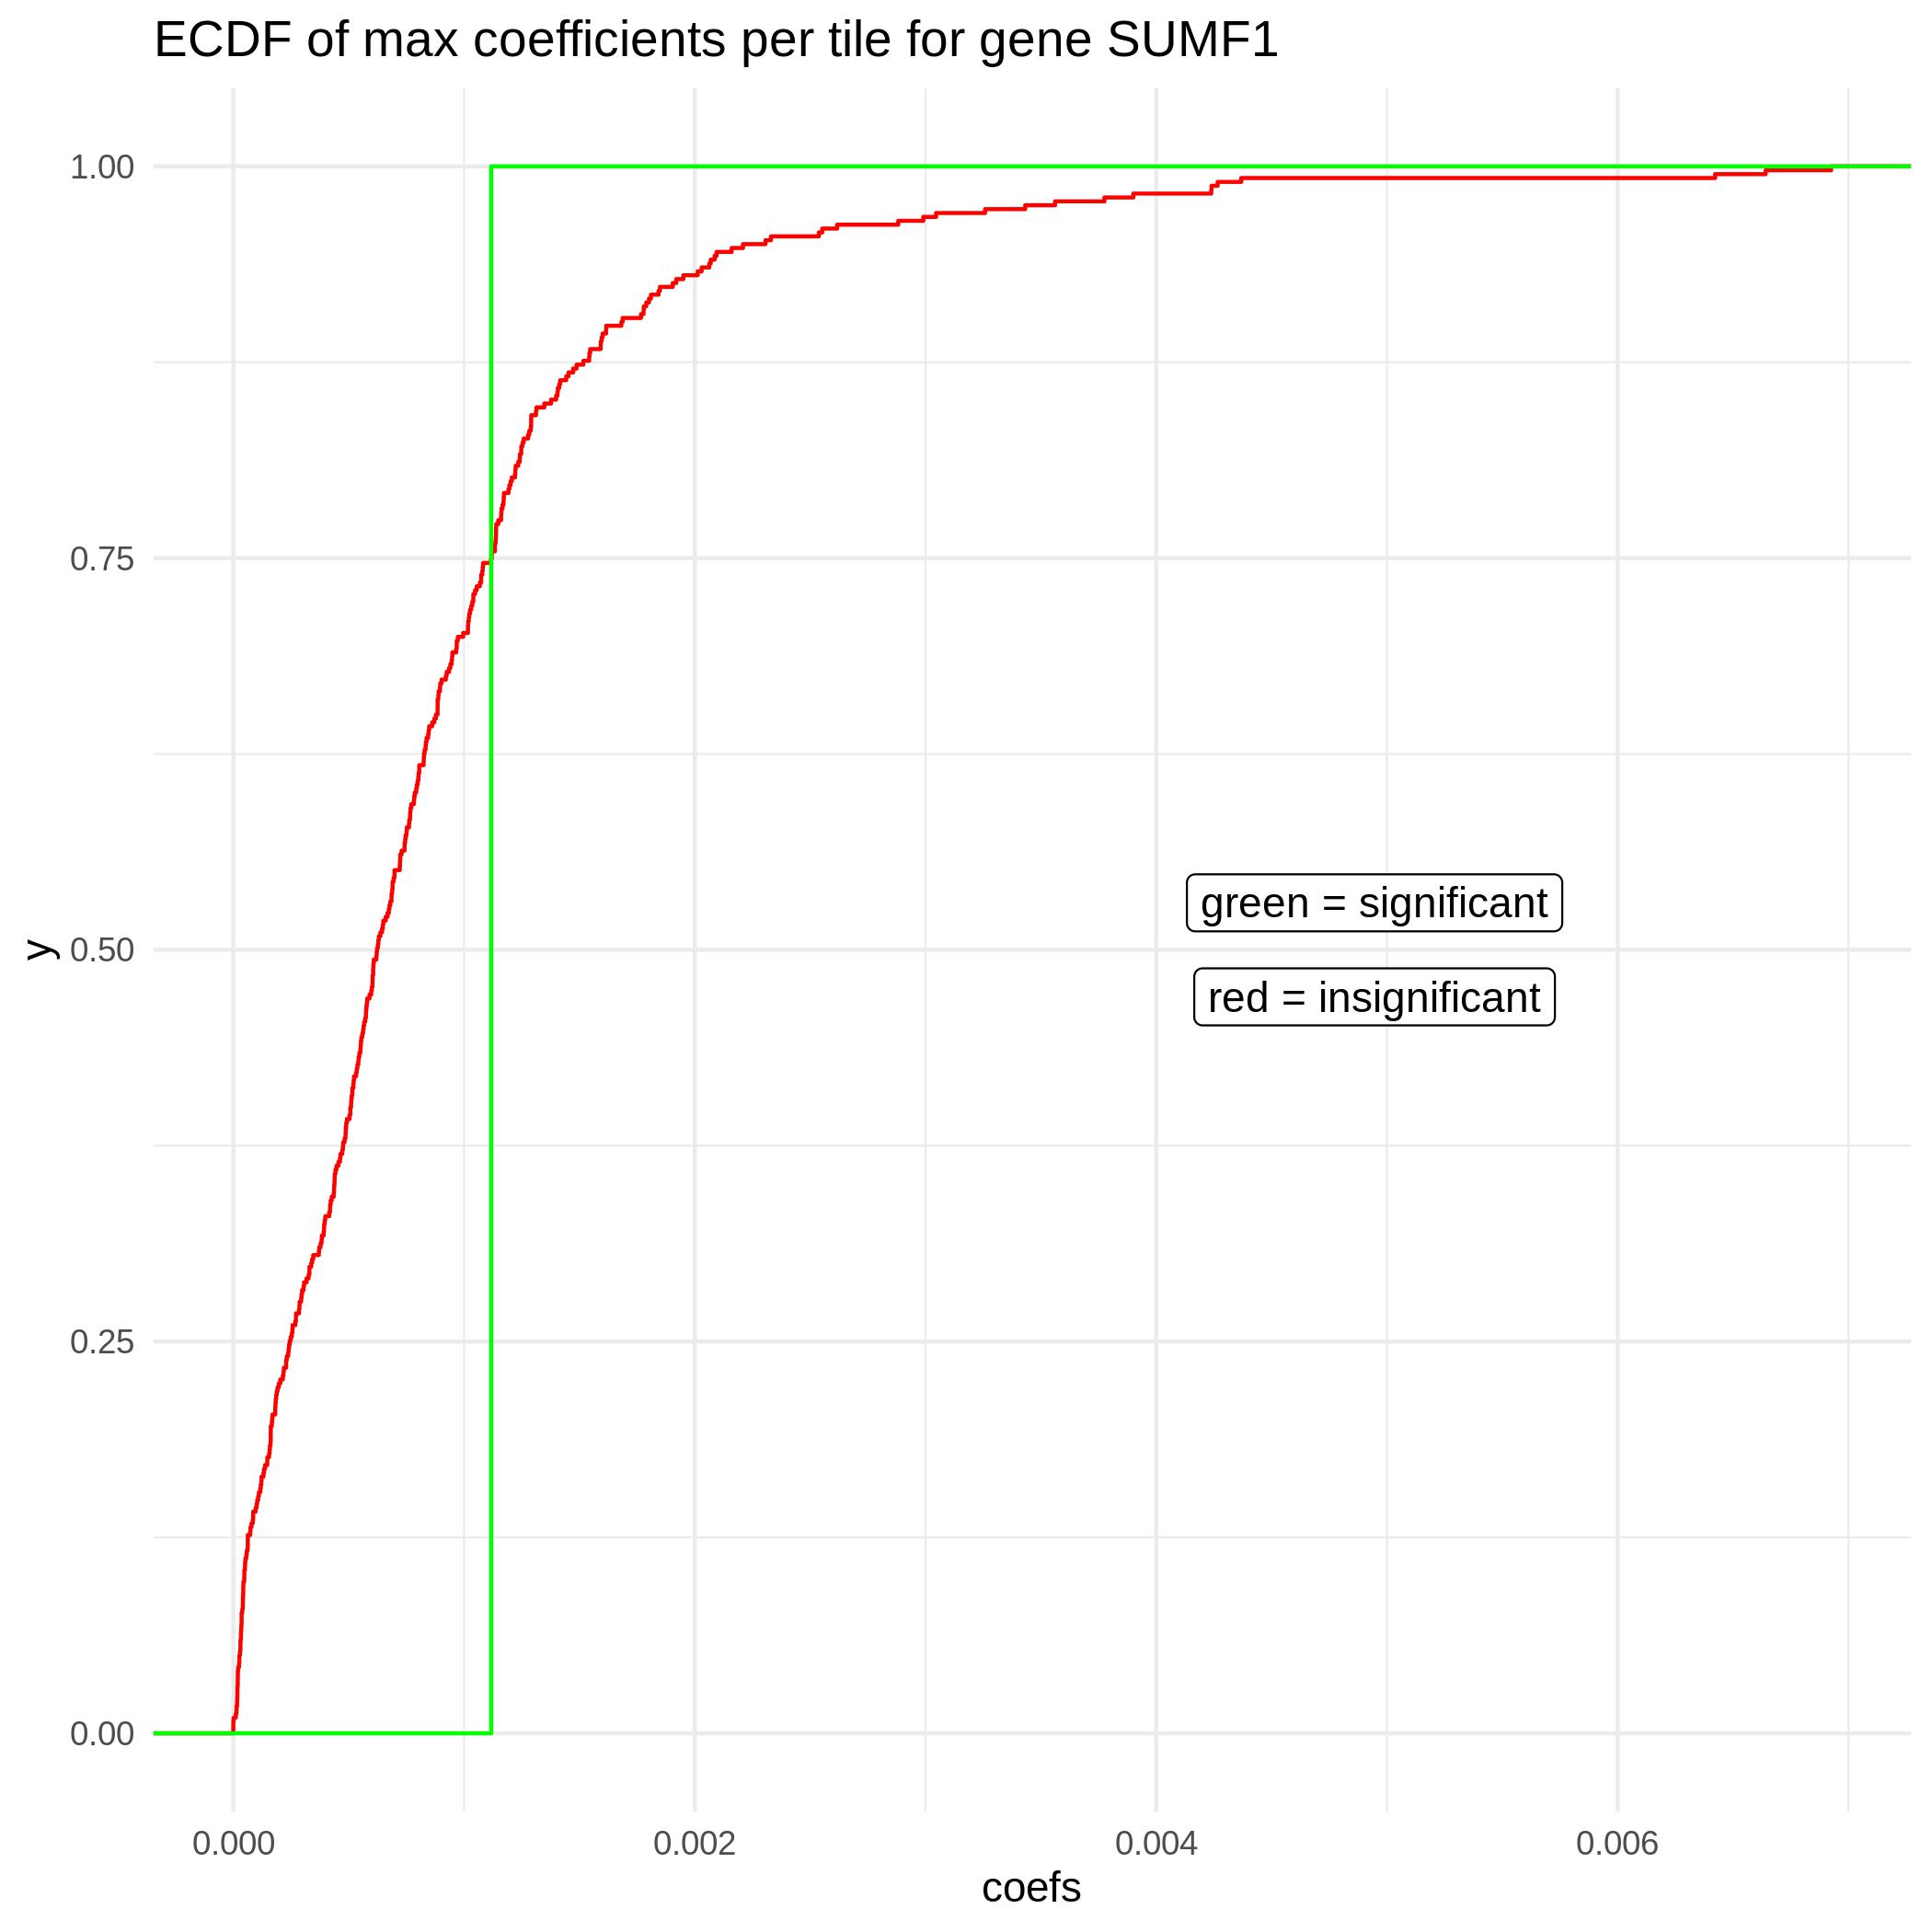 ECDF of max coefficients per tile for gene SUMF1
1.00
0.75
0.50
0.25
0.00
y
green = significant
red = insignificant
0.000
0.002
0.004
0.006
coefs